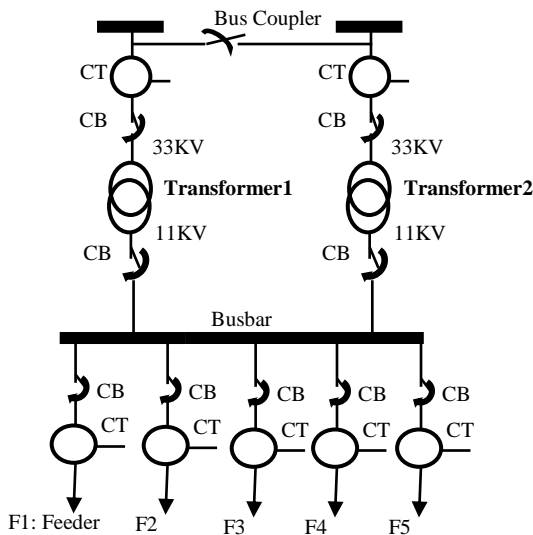 Bus Coupler
CT
CT
CB
CB
33KV
33KV
Transformer1
Transformer2
11KV
11KV
CB
CB
Busbar
CB
CB
CB
CB
CB
CT
CT
CT
CT
CT
F1: Feeder
F2
F3
F4
F5